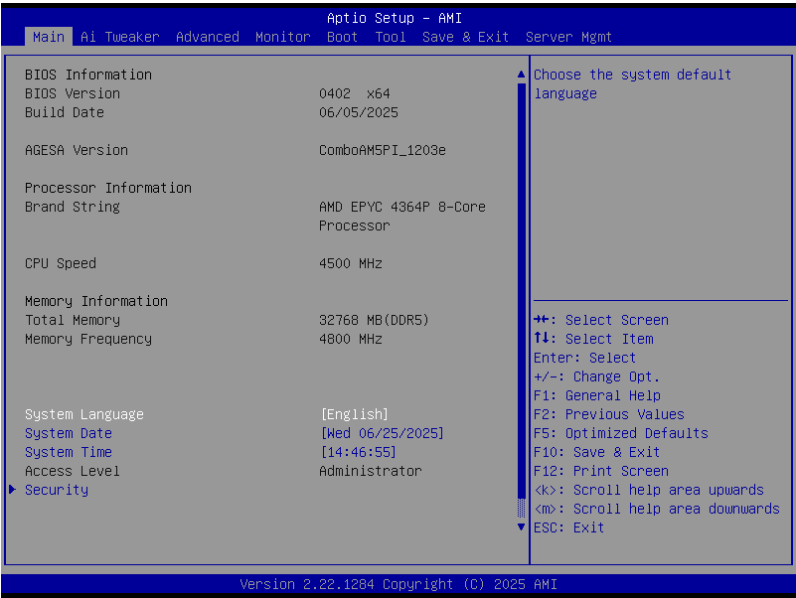 Aptio Setup – AMI
Main Ai Tweaker Advanced Monitor Boot Tool Save & Exit Server Mgmt
BIOS Information
BIOS Version 0402 x64
Build Date 06/05/2025
AGESA Version ComboAM5PI_1203e
Processor Information
Brand String AMD EPYC 4364P 8-Core
Processor
CPU Speed 4500 MHz
Memory Information
Total Memory 32768 MB(DDR5)
Memory Frequency 4800 MHz
System Language [English]
System Date [Wed 06/25/2025]
System Time [14:46:55]
Access Level Administrator
Security
Choose the system default
language
→←: Select Screen
↑↓: Select Item
Enter: Select
+/-: Change Opt.
F1: General Help
F2: Previous Values
F5: Optimized Defaults
F10: Save & Exit
F12: Print Screen
<k>: Scroll help area upwards
<m>: Scroll help area downwards
ESC: Exit
Version 2.22.1284 Copyright (C) 2025 AMI